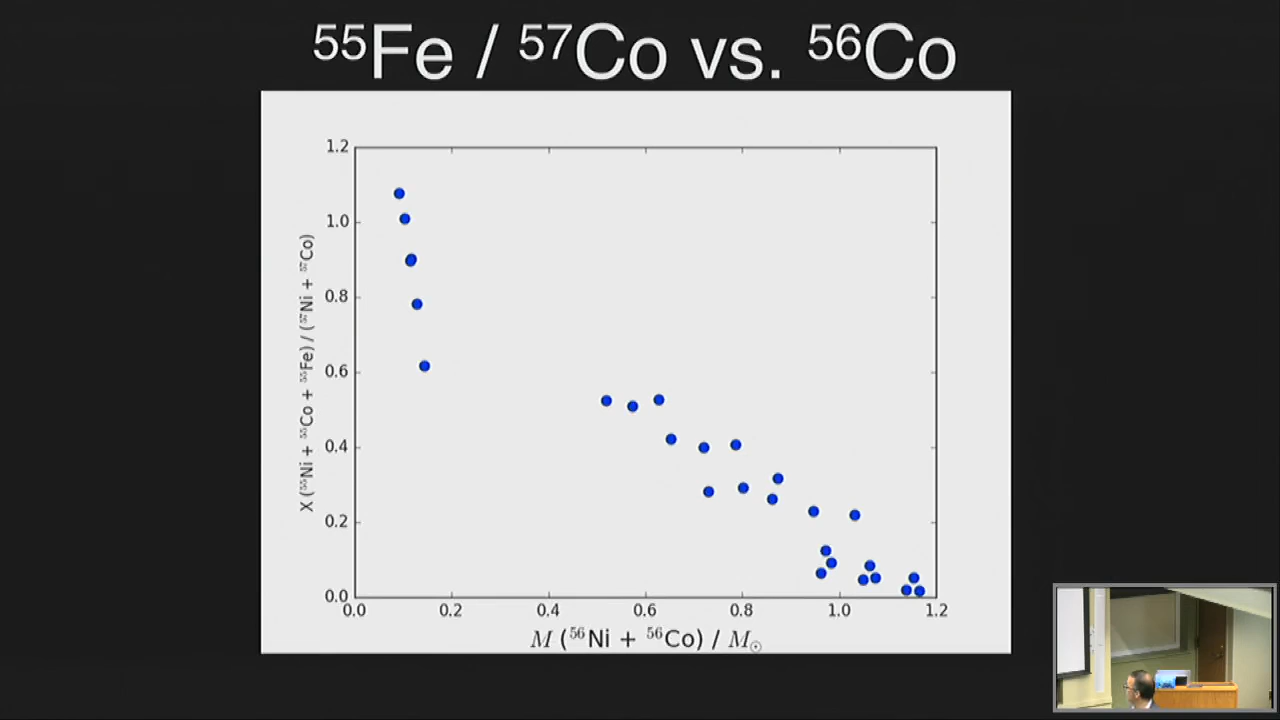 ⁵⁵Fe / ⁵⁷Co vs. ⁵⁶Co
1.2
1.0
0.8
0.6
0.4
0.2
0.0
X (⁵⁵Ni + ⁵⁵Co + ⁵⁵Fe) / (⁵⁷Ni + ⁵⁷Co)
0.0 0.2 0.4 0.6 0.8 1.0 1.2
M (⁵⁶Ni + ⁵⁶Co) / M☉